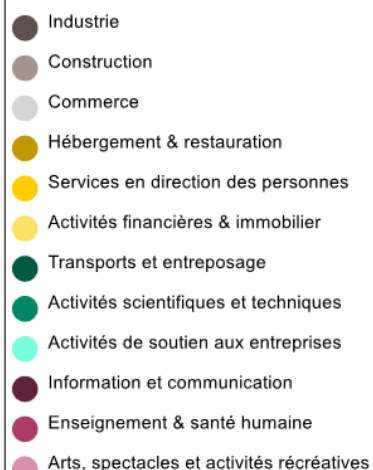 Industrie
Construction
Commerce
Hébergement & restauration
Services en direction des personnes
Activités financières & immobilier
Transports et entreposage
Activités scientifiques et techniques
Activités de soutien aux entreprises
Information et communication
Enseignement & santé humaine
Arts, spectacles et activités récréatives